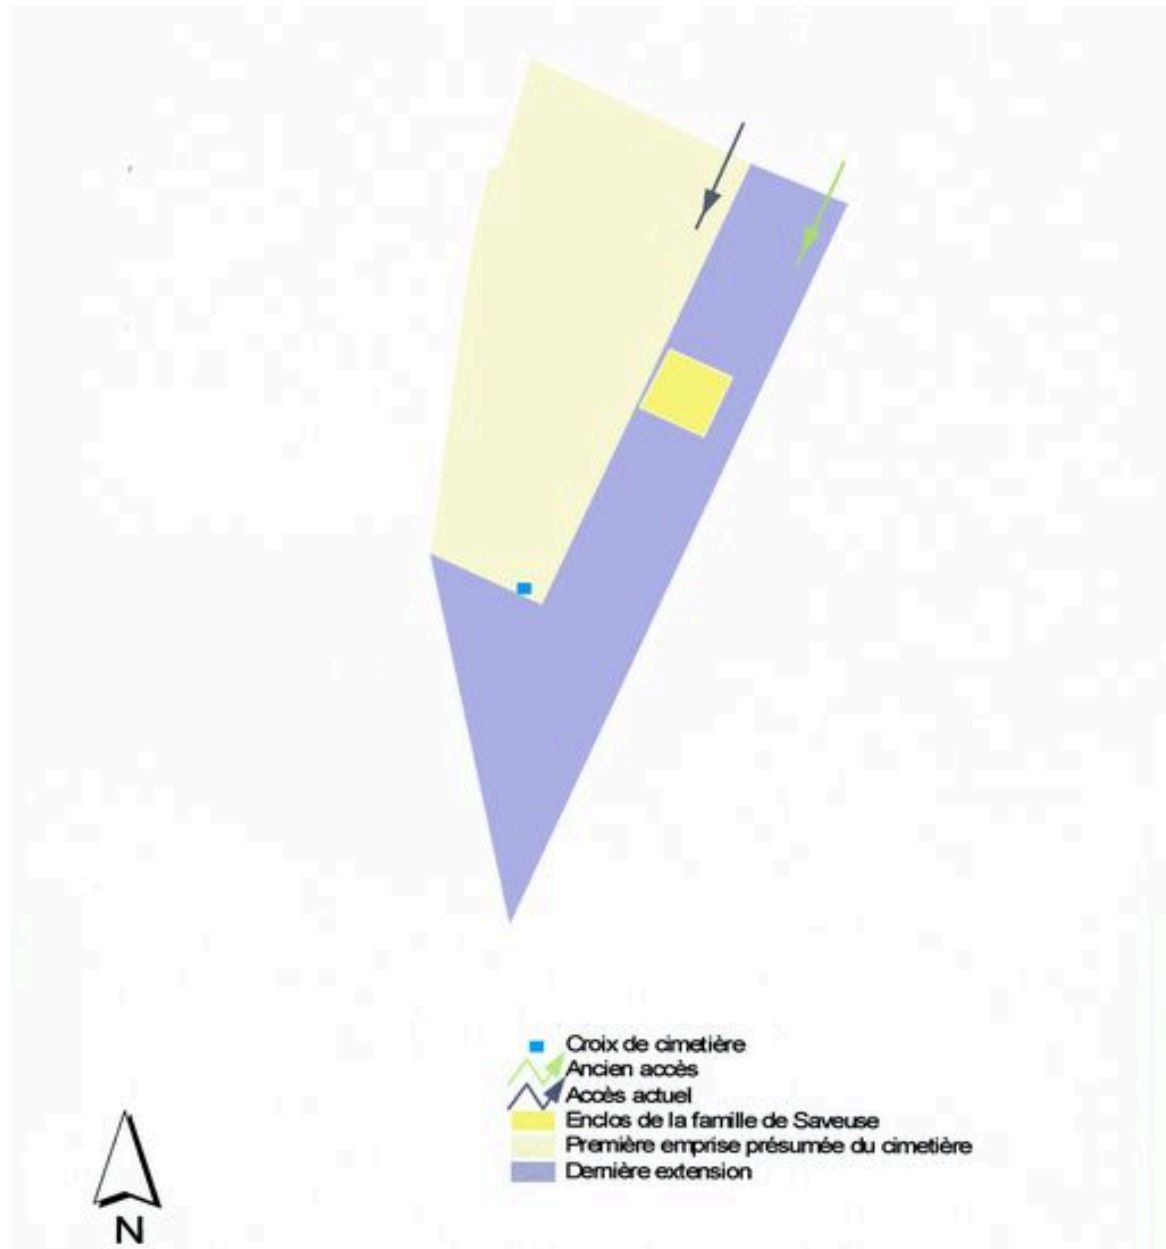 Croix de cimetière
Ancien accès
Accès actuel
Enclos de la famille de Saveuse
Première emprise présumée du cimetière
Dernière extension
N